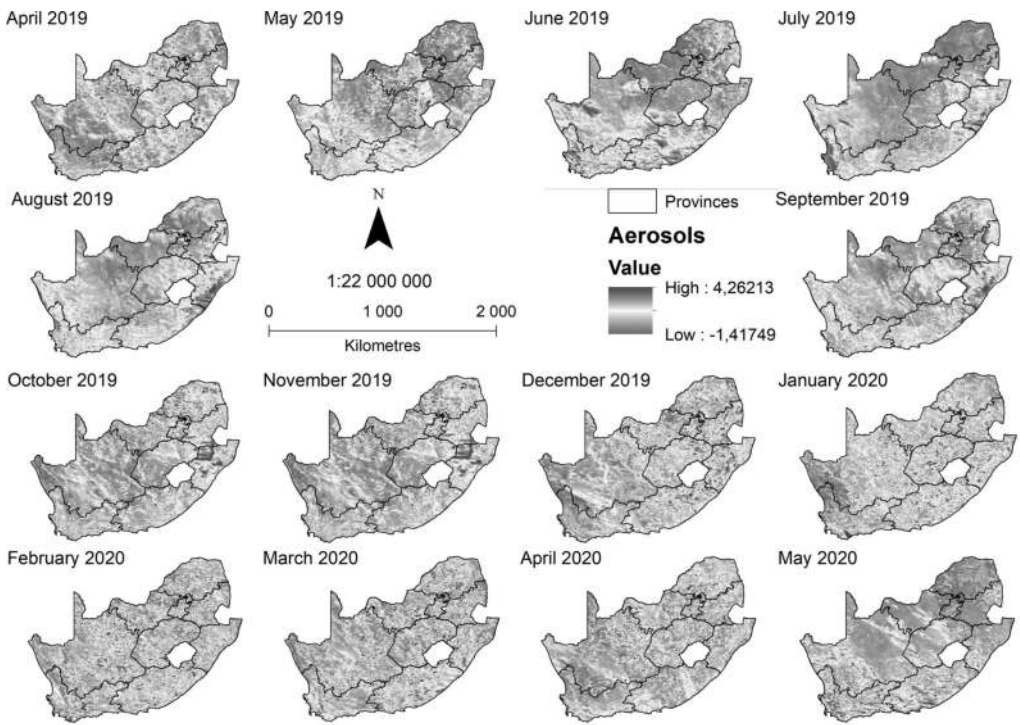 April 2019
May 2019
June 2019
July 2019
August 2019
N
1:22 000 000
0 1 000 2 000
Kilometres
Provinces
Aerosols
Value
High : 4,26213
Low : -1,41749
September 2019
October 2019
November 2019
December 2019
January 2020
February 2020
March 2020
April 2020
May 2020